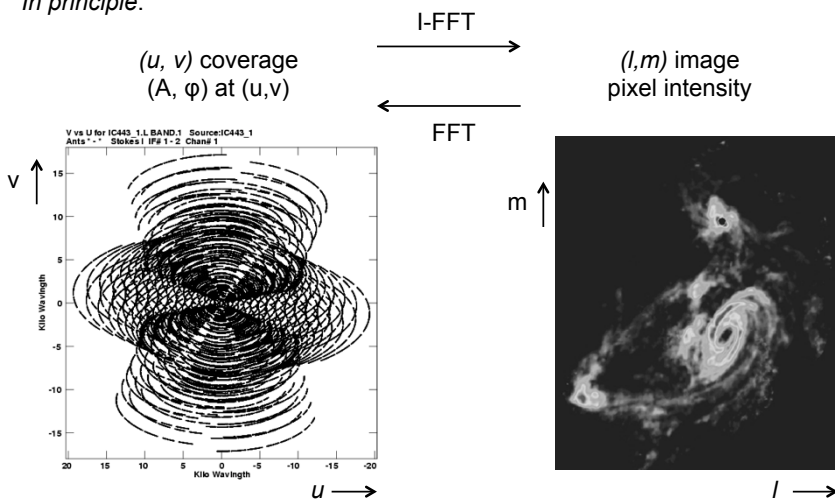 In principle:
I-FFT
(u, v) coverage
(A, φ) at (u,v)
(l,m) image
pixel intensity
FFT
V vs U for IC443_1.L BAND.1 Source:IC443_1
Ants * - * Stokes I IF# 1 - 2 Chan# 1
v
m
15
10
5
0
-5
-10
-15
Kilo Wavlngth
20 15 10 5 0 -5 -10 -15 -20
Kilo Wavlngth
u
l